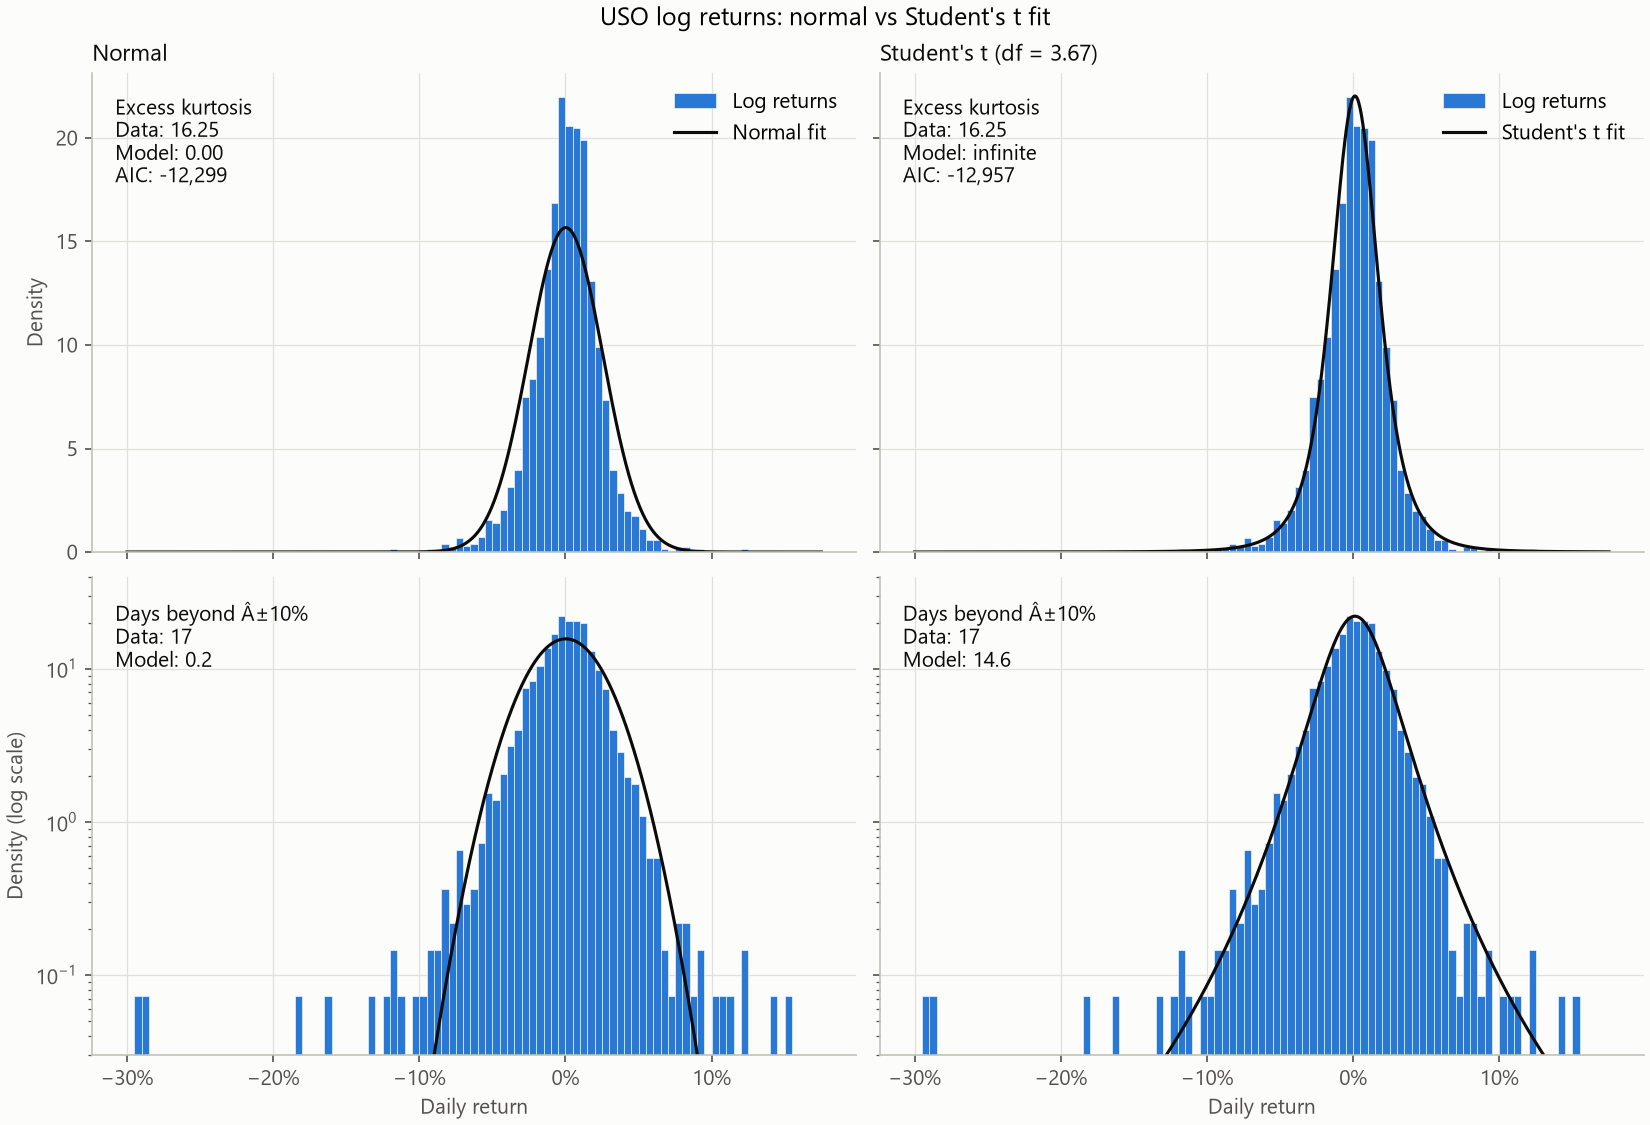 USO log returns: normal vs Student's t fit
Normal
Excess kurtosis
Data: 16.25
Model: 0.00
AIC: -12,299
Log returns
Normal fit
20
15
10
5
0
Density
Student's t (df = 3.67)
Excess kurtosis
Data: 16.25
Model: infinite
AIC: -12,957
Log returns
Student's t fit
Days beyond Â±10%
Data: 17
Model: 0.2
10¹
10⁰
10⁻¹
Density (log scale)
−30%
−20%
−10%
0%
10%
Daily return
Days beyond Â±10%
Data: 17
Model: 14.6
−30%
−20%
−10%
0%
10%
Daily return